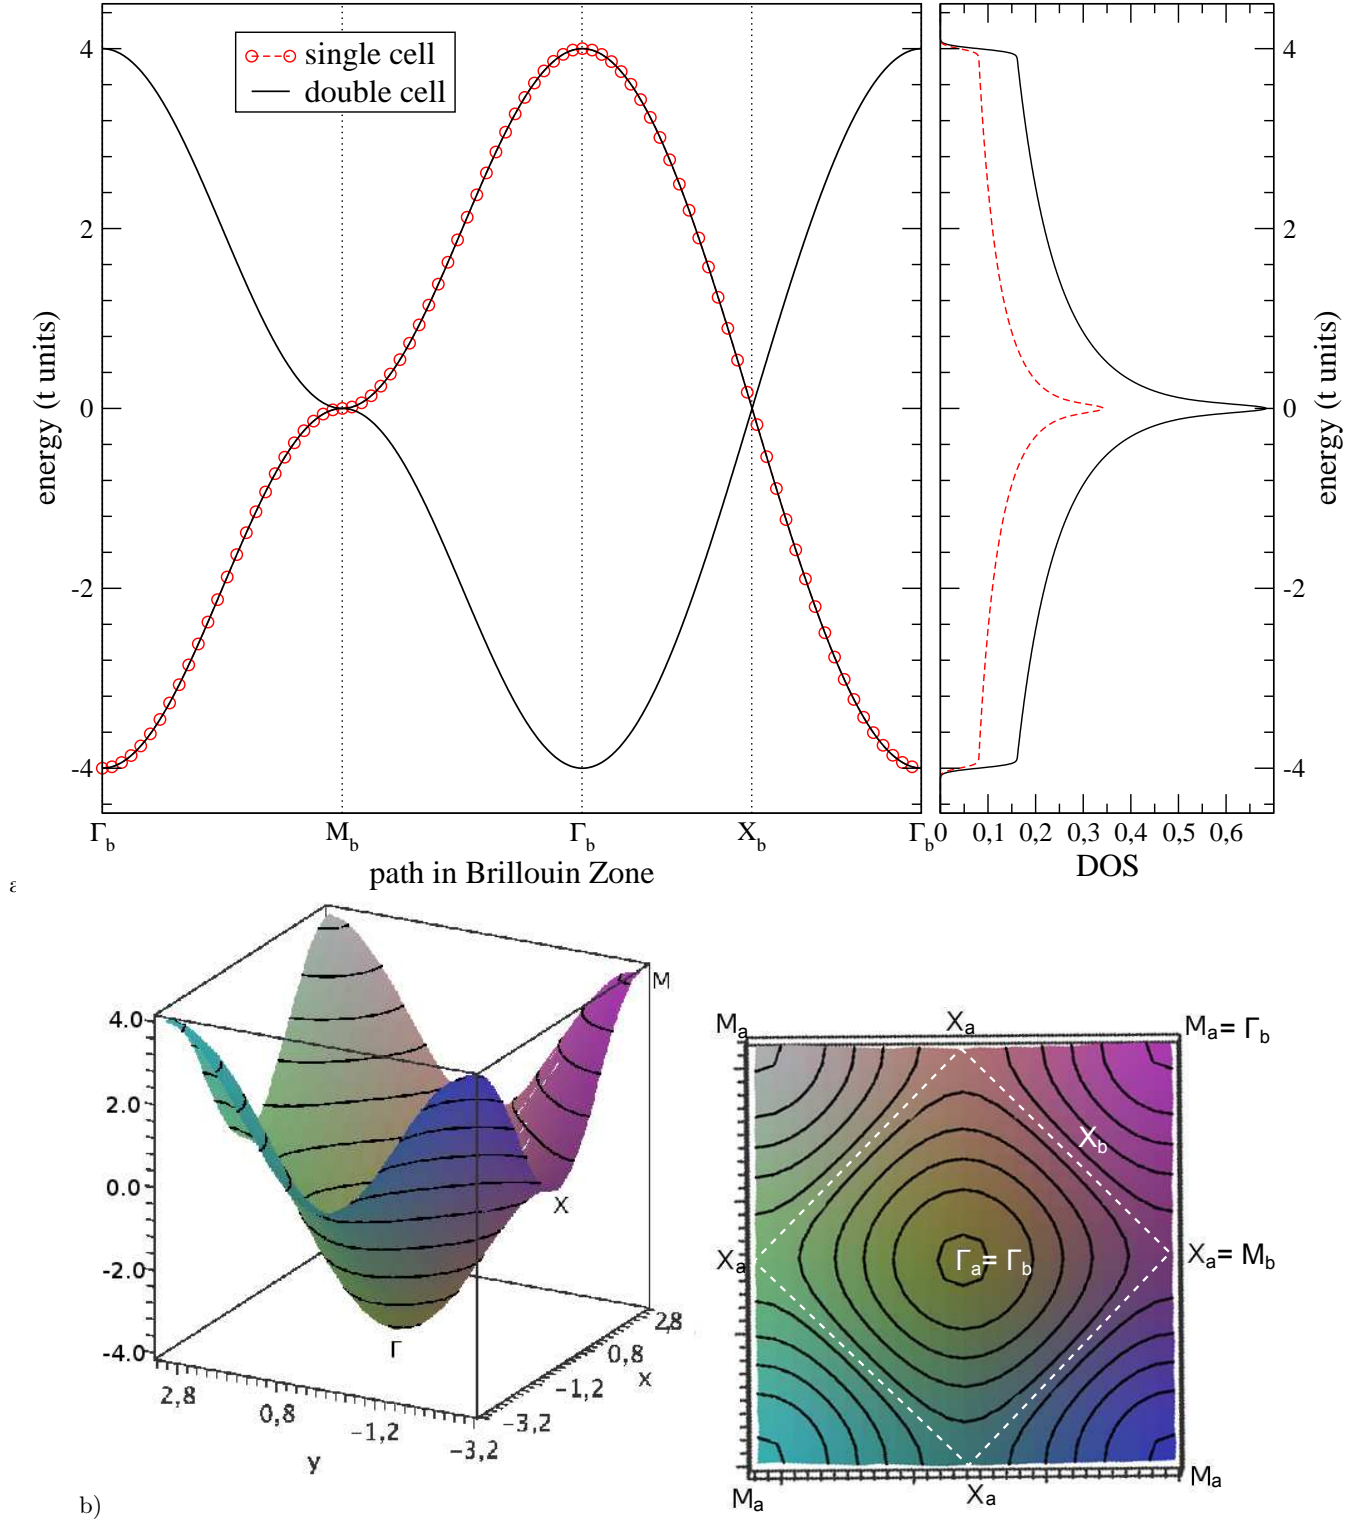 single cell
double cell
4
2
0
-2
-4
energy (t units)
Γb
Mb
Γb
Xb
Γb
path in Brillouin Zone
4
2
0
-2
-4
energy (t units)
0
0,1
0,2
0,3
0,4
0,5
0,6
DOS
4.0
2.0
0.0
-2.0
-4.0
M
X
Γ
2,8
0,8
-1,2
-3,2
y
2,8
0,8
-1,2
-3,2
x
b)
Ma
Xa
Ma= Γb
Xb
Xa
Γa= Γb
Xa= Mb
Ma
Xa
Ma